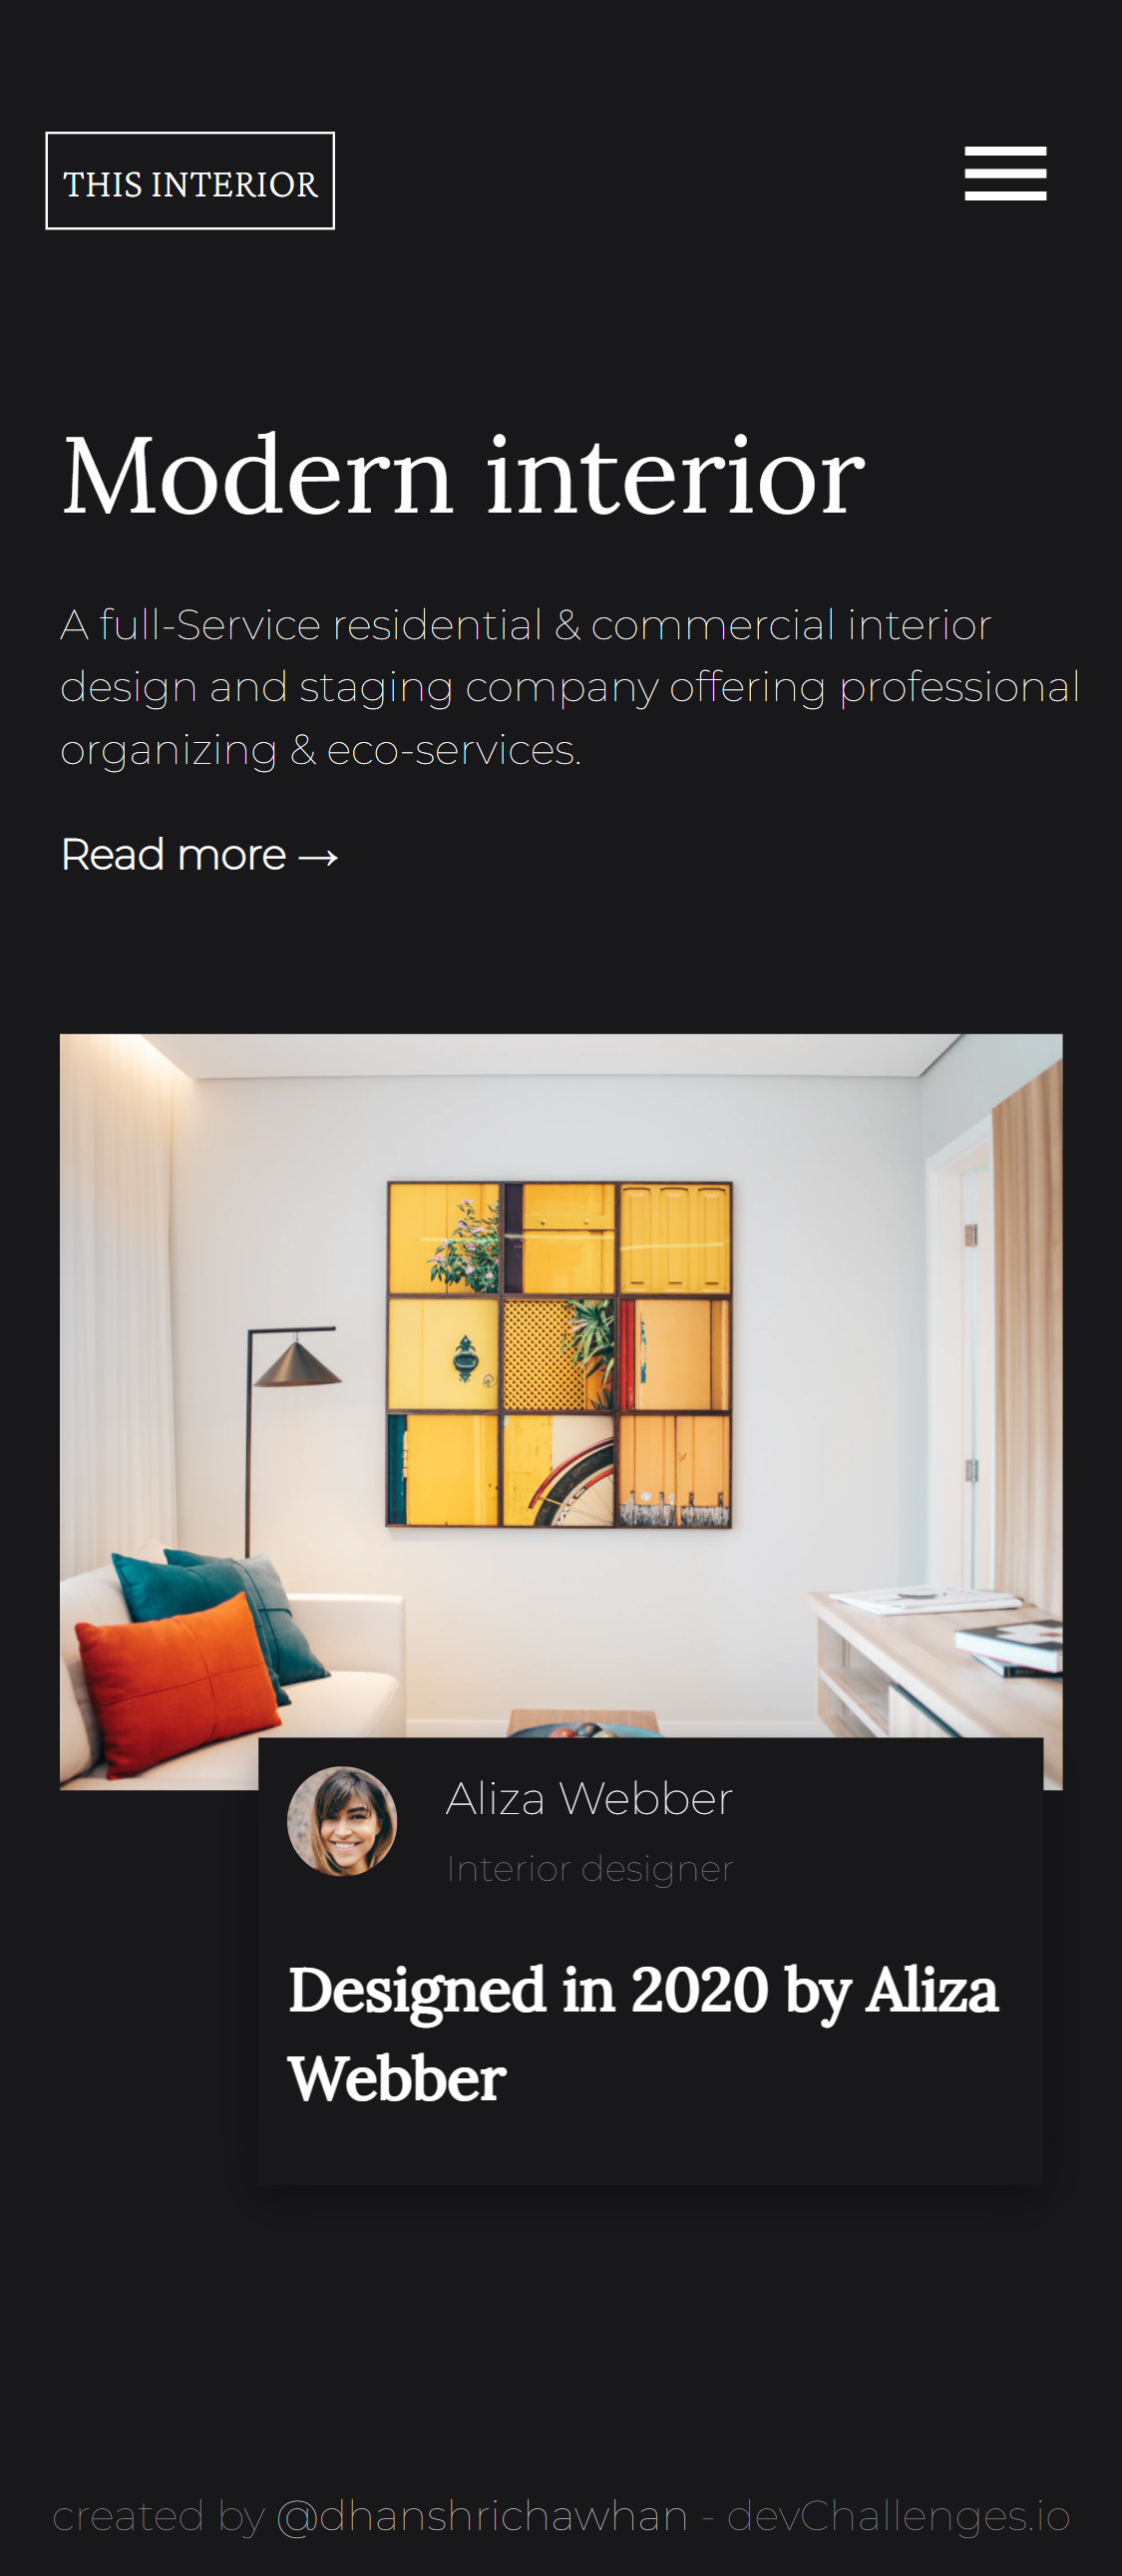 THIS INTERIOR
Modern interior
A full-Service residential & commercial interior
design and staging company offering professional
organizing & eco-services.
Read more →
Aliza Webber
Interior designer
Designed in 2020 by Aliza
Webber
created by @dhanshrichawhan - devChallenges.io